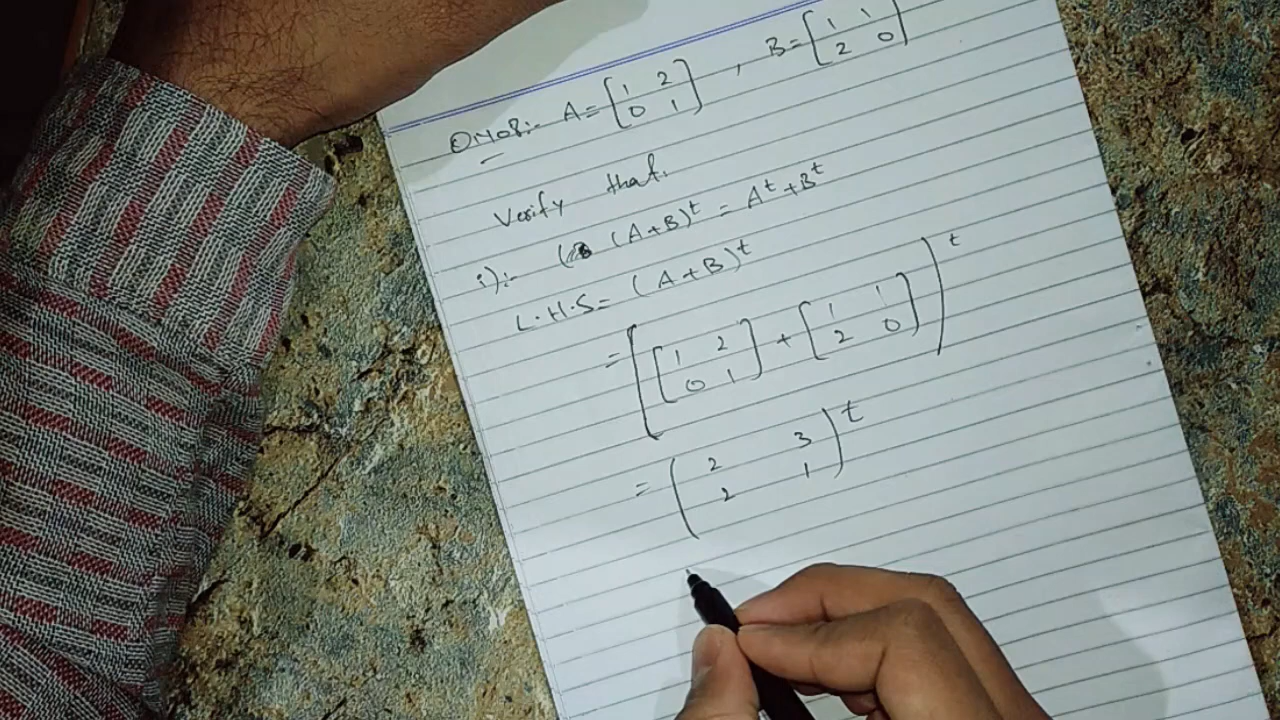 Q.No8:- A = [1 2 0 1] , B = [1 1 2 0]
Verify that.
i):- (A+B)^t = A^t + B^t
L.H.S = (A+B)^t
= [[1 2 0 1] + [1 1 2 0])^t
= (2 3 2 1)^t